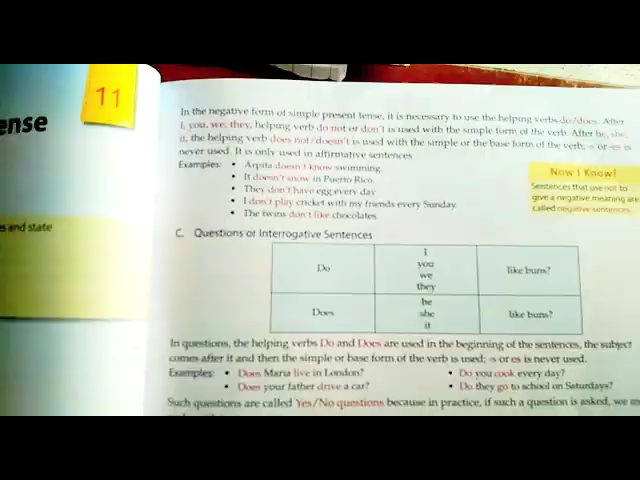 11
ense
es and state
In the negative form of simple present tense, it is necessary to use the helping verbs do/does. After
I, you, we, they, helping verb do not or don't is used with the simple form of the verb. After he, she,
it, the helping verb does not/doesn't is used with the simple or the base form of the verb; -s or -es is
never used. It is only used in affirmative sentences.
Examples: • Arpita doesn't know swimming.
• It doesn't snow in Puerto Rico.
• They don't have egg every day.
• I don't play cricket with my friends every Sunday.
• The twins don't like chocolates.
Now I Know!
Sentences that use not to
give a negative meaning are
called negative sentences.
C. Questions or Interrogative Sentences
Do I you we they like buns?
Does he she it like buns?
In questions, the helping verbs Do and Does are used in the beginning of the sentences, the subject
comes after it and then the simple or base form of the verb is used; -s or es is never used.
Examples: • Does Maria live in London? • Do you cook every day?
• Does your father drive a car? • Do they go to school on Saturdays?
Such questions are called Yes/No questions because in practice, if such a question is asked, we